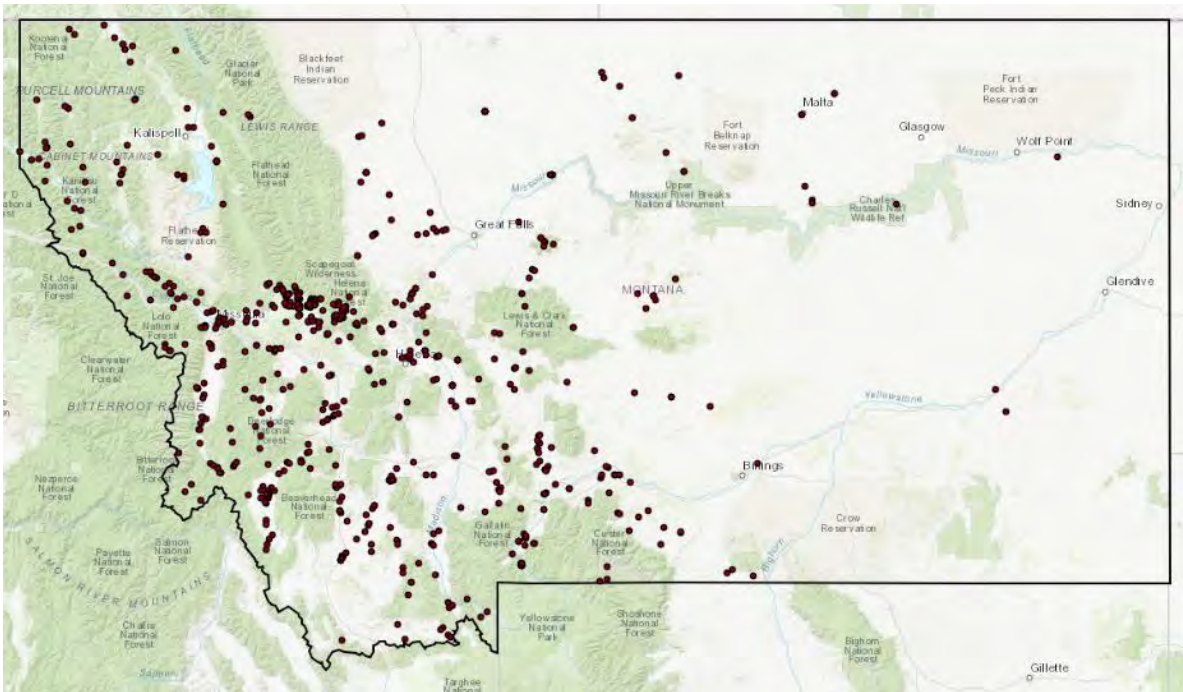 Kootenai
National
Forest
Flathead
Glacier
National
Park
Blackfeet
Indian
Reservation
PURCELL MOUNTAINS
LEWIS RANGE
Kalispell
CABINET MOUNTAINS
Flathead
National
Forest
Kaniksu
National
Forest
Flathead
Reservation
St. Joe
National
Forest
Lolo
National
Forest
Missoula
Scapegoat
Wilderness
Helena
National
Forest
Clearwater
National
Forest
BITTERROOT RANGE
Bitterroot
National
Forest
Nezperce
National
Forest
Deerlodge
National
Forest
Beaverhead
National
Forest
Helena
Great Falls
Missouri
Lewis & Clark
National
Forest
MONTANA
Upper
Missouri River Breaks
National Monument
Fort
Belknap
Reservation
Malta
Charles
Russell Natl
Wildlife Ref.
Glasgow
Fort
Peck Indian
Reservation
Wolf Point
Missouri
Sidney
Glendive
Yellowstone
Billings
Crow
Reservation
Bighorn
Madison
Gallatin
National
Forest
Custer
National
Forest
Yellowstone
National
Park
Shoshone
National
Forest
Bighorn
National
Forest
Gillette
Payette
National
Forest
Salmon
National
Forest
SALMON RIVER MOUNTAINS
Challis
National
Forest
Salmon
Targhee
National